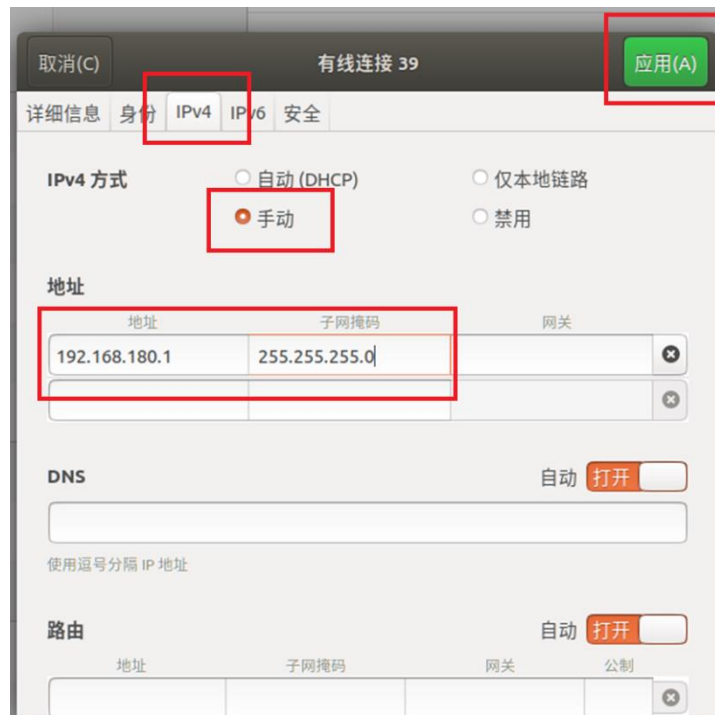 取消(C) 有线连接 39 应用(A)
详细信息 身份 IPv4 IPv6 安全
IPv4 方式 自动 (DHCP) 仅本地链路
手动 禁用
地址
地址 子网掩码 网关
192.168.180.1 255.255.255.0
DNS 自动 打开
使用逗号分隔 IP 地址
路由 自动 打开
地址 子网掩码 网关 公制